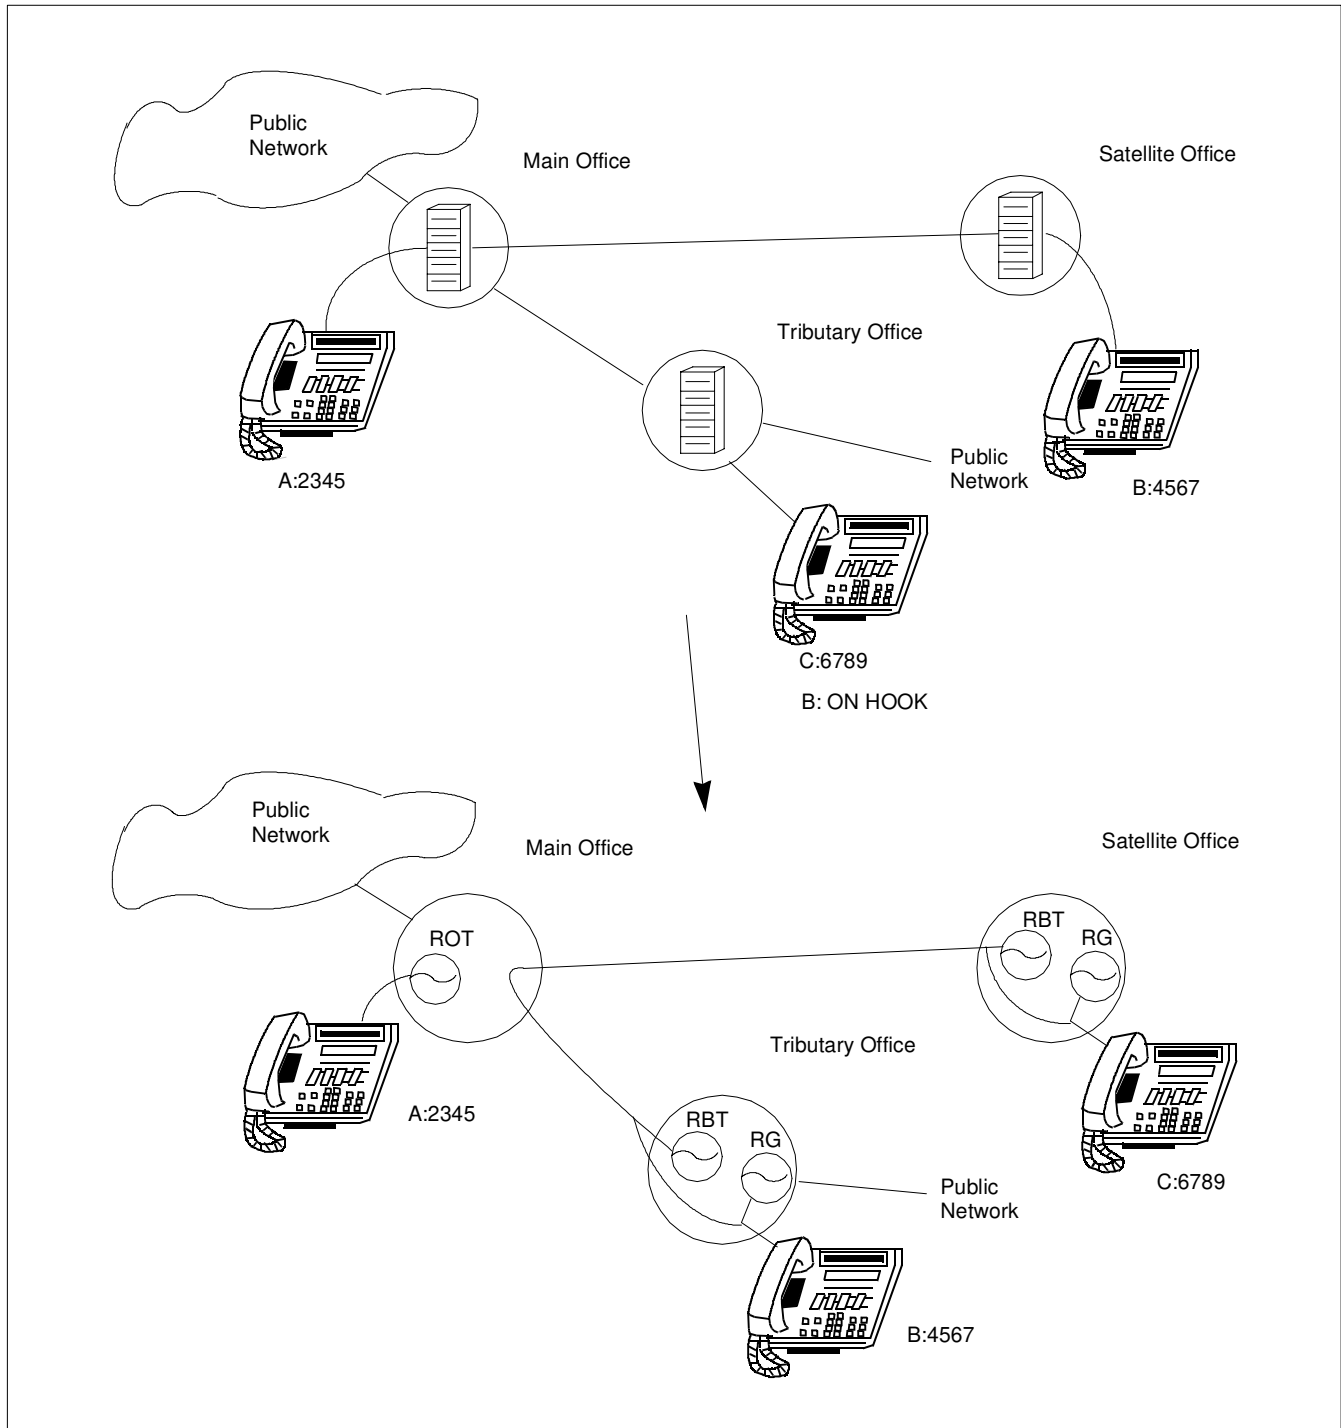 Public
Network
Main Office
Satellite Office
Tributary Office
A:2345
Public
Network
B:4567
C:6789
B: ON HOOK
Public
Network
Main Office
Satellite Office
ROT
RBT
RG
Tributary Office
A:2345
RBT
RG
C:6789
Public
Network
B:4567